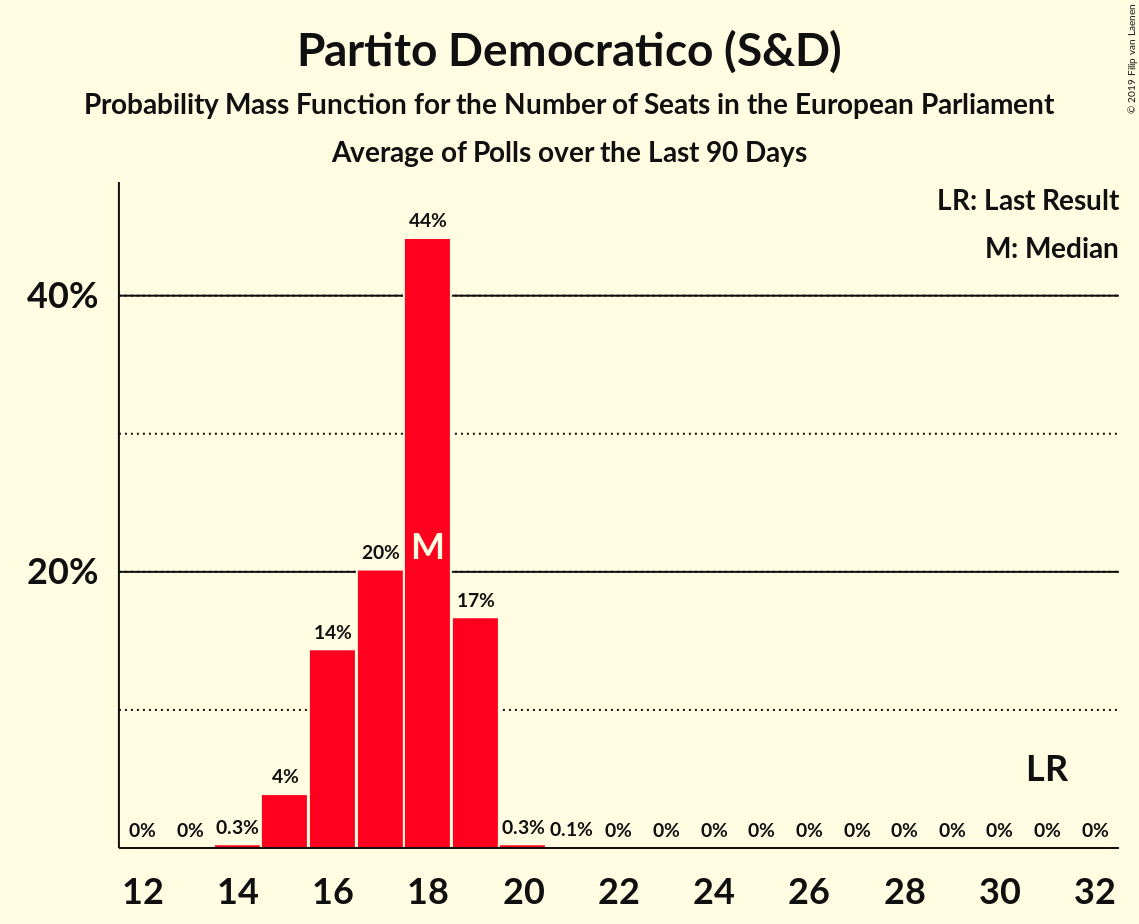 Partito Democratico (S&D)
Probability Mass Function for the Number of Seats in the European Parliament
Average of Polls over the Last 90 Days
© 2019 Filip van Laenen
LR: Last Result
M: Median
40%
20%
44%
20%
M
17%
14%
4%
LR
0% 0% 0.3% 0.3% 0.1% 0% 0% 0% 0% 0% 0% 0% 0% 0% 0% 0%
12 14 16 18 20 22 24 26 28 30 32